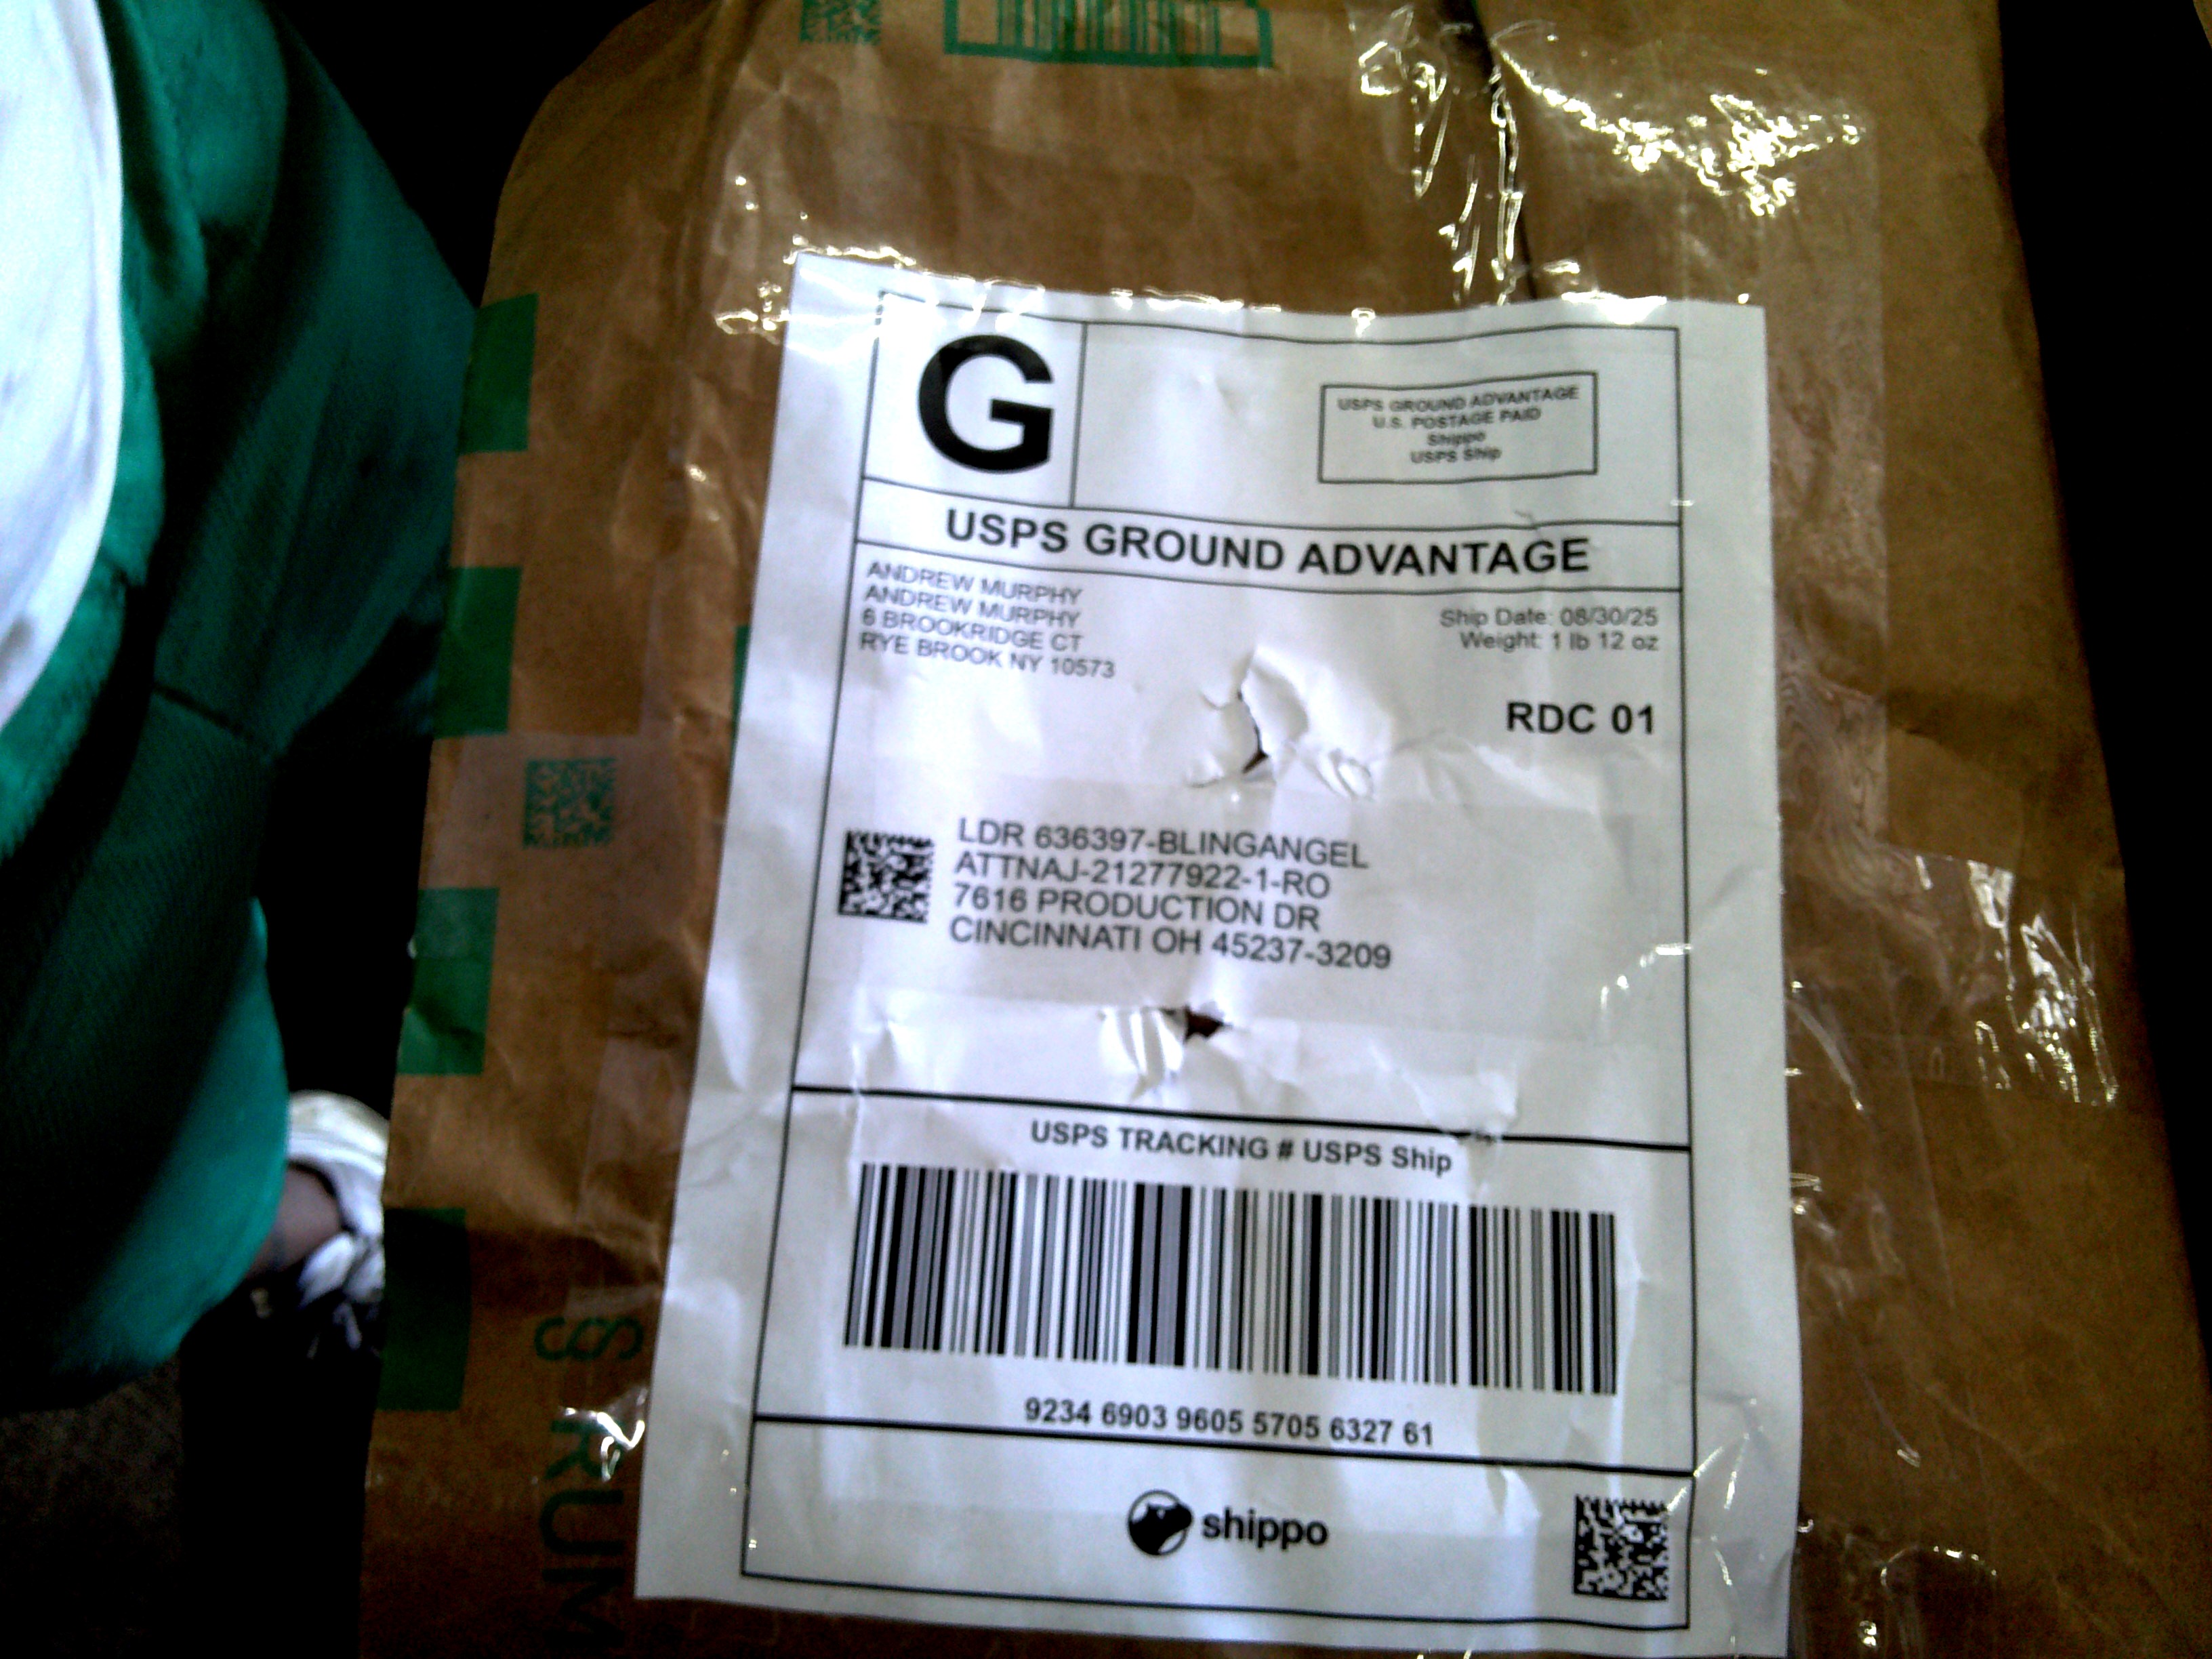 G
USPS GROUND ADVANTAGE
U.S. POSTAGE PAID
Shippo
USPS Ship
USPS GROUND ADVANTAGE
ANDREW MURPHY
ANDREW MURPHY
6 BROOKRIDGE CT
RYE BROOK NY 10573
Ship Date: 08/30/25
Weight: 1 lb 12 oz
RDC 01
LDR 636397-BLINGANGEL
ATTNAJ-21277922-1-RO
7616 PRODUCTION DR
CINCINNATI OH 45237-3209
USPS TRACKING # USPS Ship
9234 6903 9605 5705 6327 61
shippo